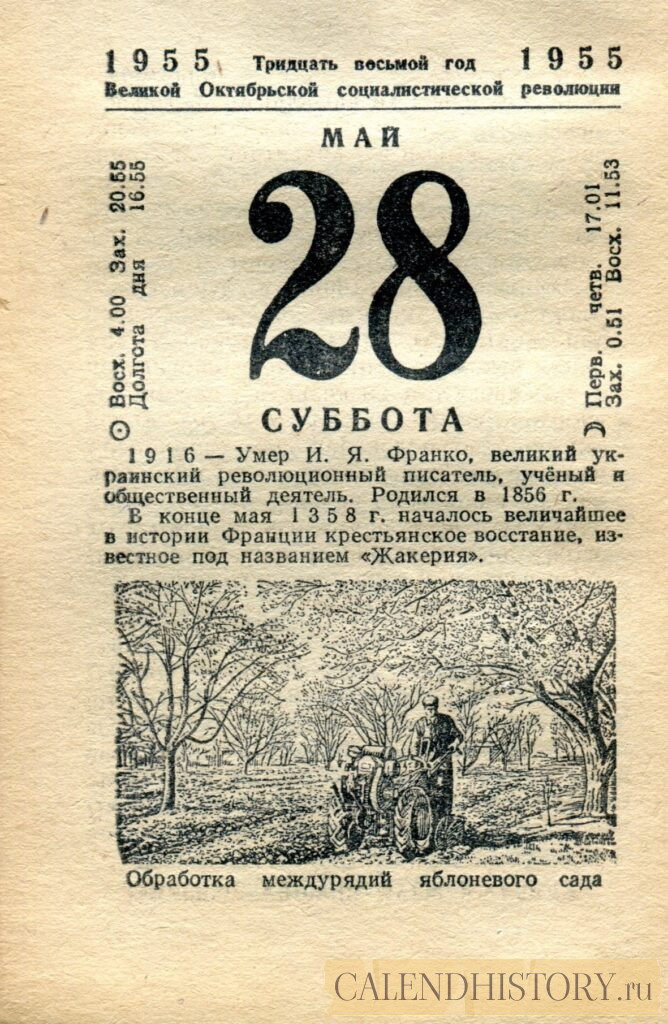 1955 Тридцать восьмой год 1955
Великой Октябрьской социалистической революции
МАЙ
Восх. 4.00 Зах. 20.55
Долгота дня 16.55
28
Перв. четв. 17.01
Зах. 0.51 Восх. 11.53
СУББОТА
1916 — Умер И. Я. Франко, великий ук-
раинский революционный писатель, учёный и
общественный деятель. Родился в 1856 г.
В конце мая 1358 г. началось величайшее
в истории Франции крестьянское восстание, из-
вестное под названием «Жакерия».
Обработка междурядий яблоневого сада
CALENDHISTORY.ru